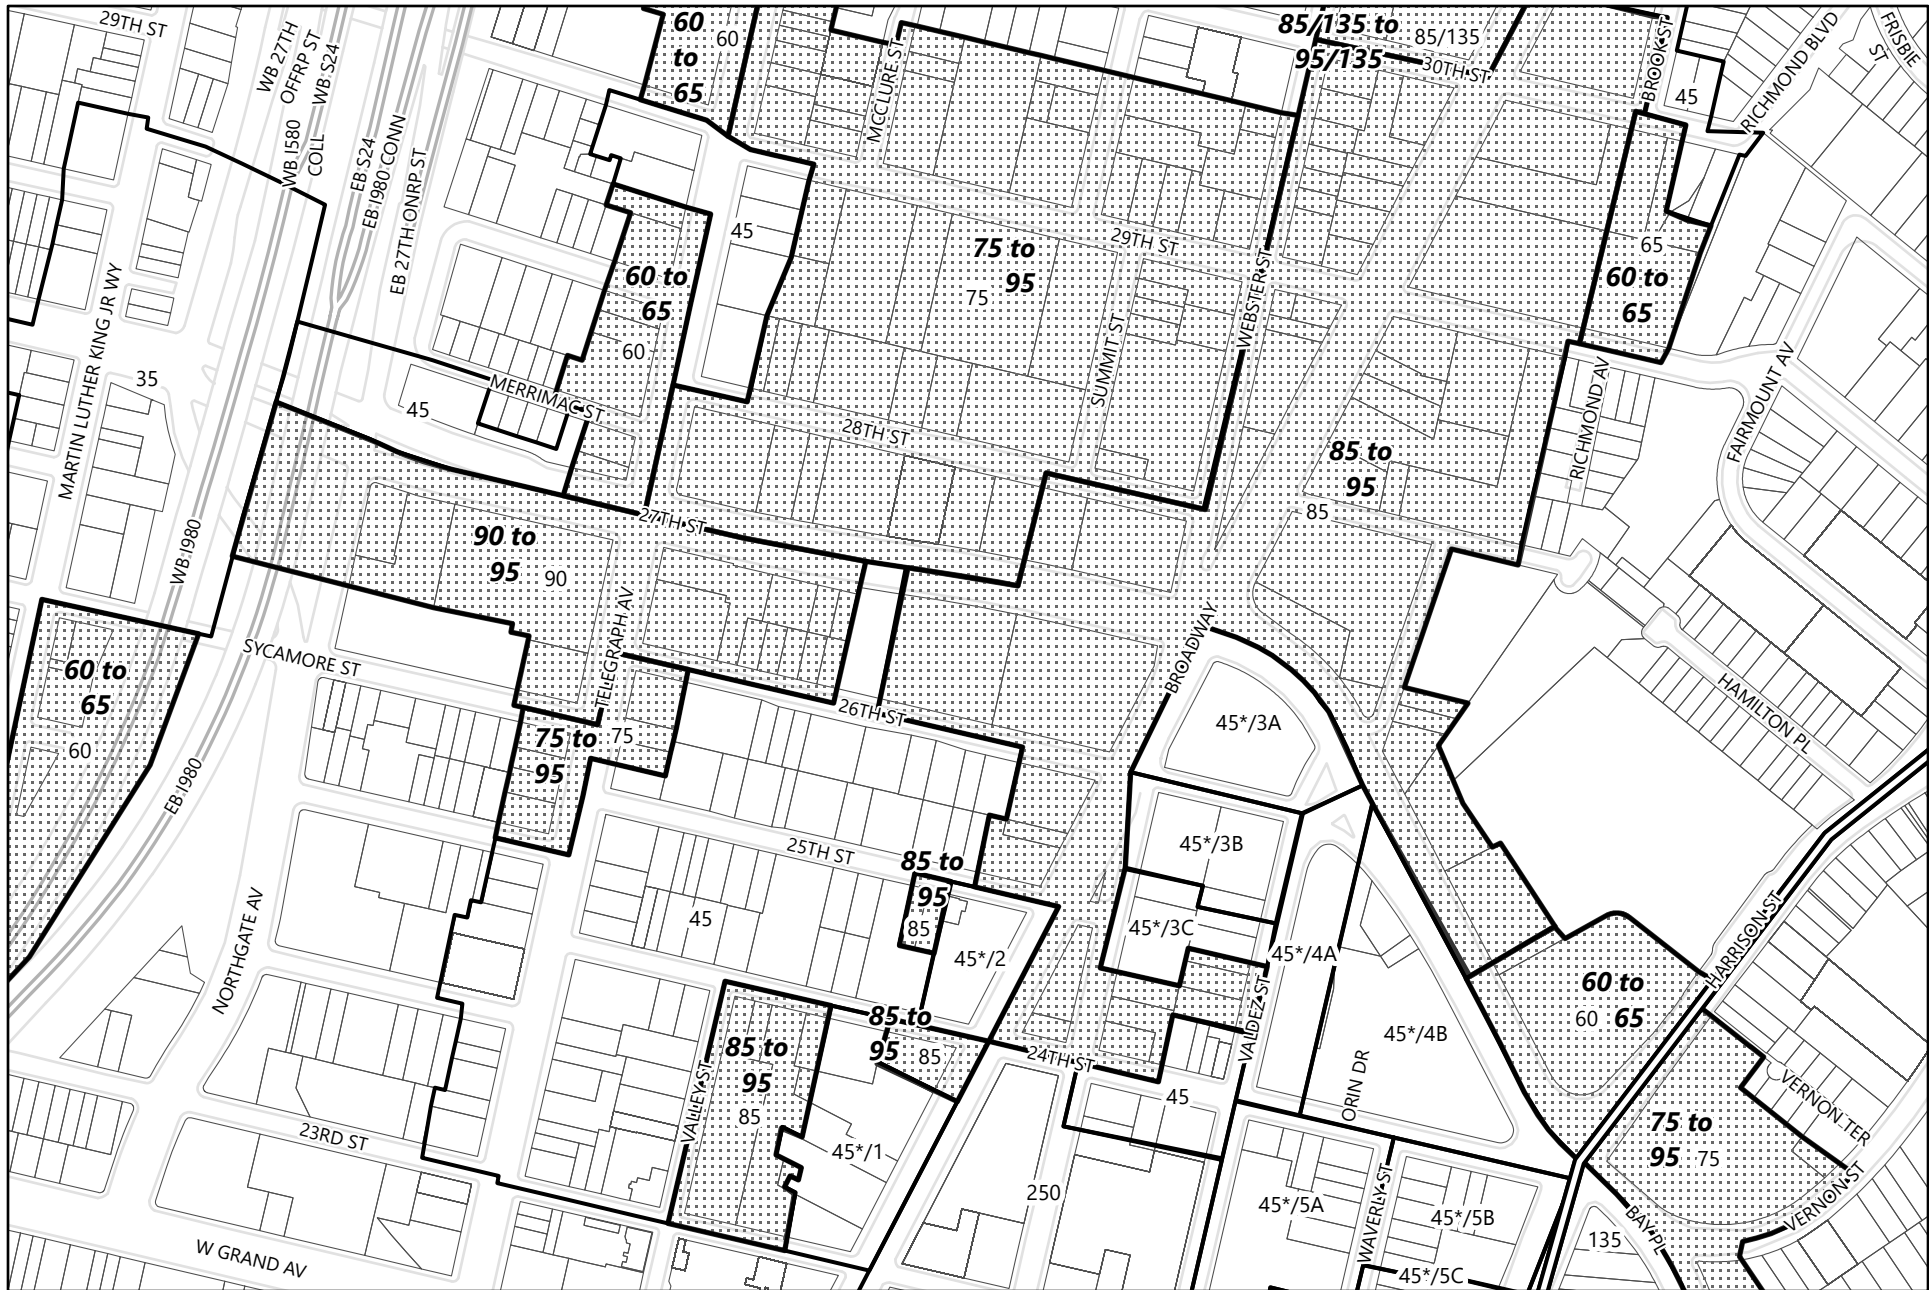 29TH ST
WB 27TH
OFFRP ST
WB S24
WB I580
COLL
EB S24
EB I980 CONN
EB 27TH ONRP ST
60
to
65
60
MCCLURE ST
85/135 to
95/135
85/135
30TH ST
BROOK ST
45
RICHMOND BLVD
FRISBIE
ST
45
60 to
65
60
75 to
95
75
29TH ST
WEBSTER ST
SUMMIT ST
65
60 to
65
MARTIN LUTHER KING JR WY
35
45
MERRIMAC ST
28TH ST
85 to
95
85
RICHMOND AV
FAIRMOUNT AV
WB I980
90 to
95
90
27TH ST
TELEGRAPH AV
BROADWAY
SYCAMORE ST
60 to
65
60
EB I980
75 to
95
75
26TH ST
45*/3A
HAMILTON PL
25TH ST
45*/3B
85 to
95
85
45
45*/2
45*/3C
45*/4A
45*/4B
HARRISON ST
60 to
65
60
NORTHGATE AV
85 to
95
85
VALLEY ST
85 to
95
85
24TH ST
VALDEZ ST
45
ORIN DR
VERNON TER
75 to
95
75
VERNON ST
23RD ST
45*/1
250
45*/5A
WAVERLY ST
45*/5B
45*/5C
BAY PL
135
W GRAND AV